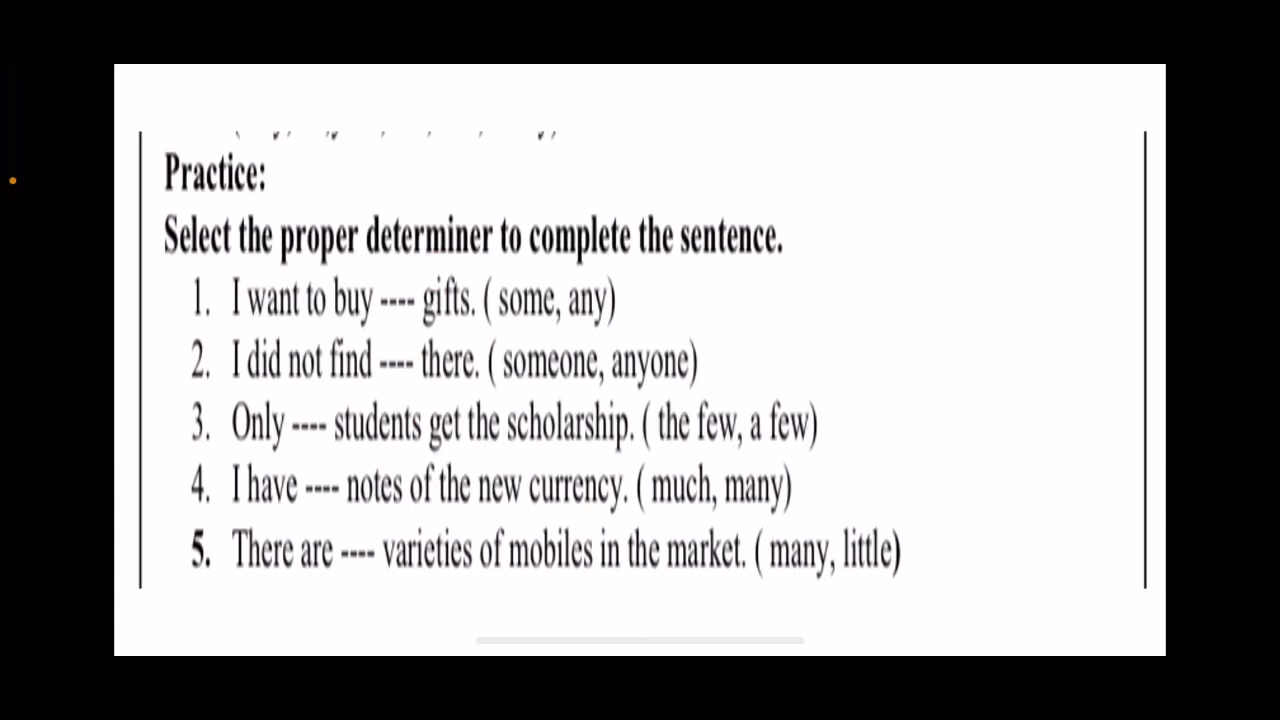 Practice:
Select the proper determiner to complete the sentence.
1. I want to buy ---- gifts. ( some, any)
2. I did not find ---- there. ( someone, anyone)
3. Only ---- students get the scholarship. ( the few, a few)
4. I have ---- notes of the new currency. ( much, many)
5. There are ---- varieties of mobiles in the market. ( many, little)